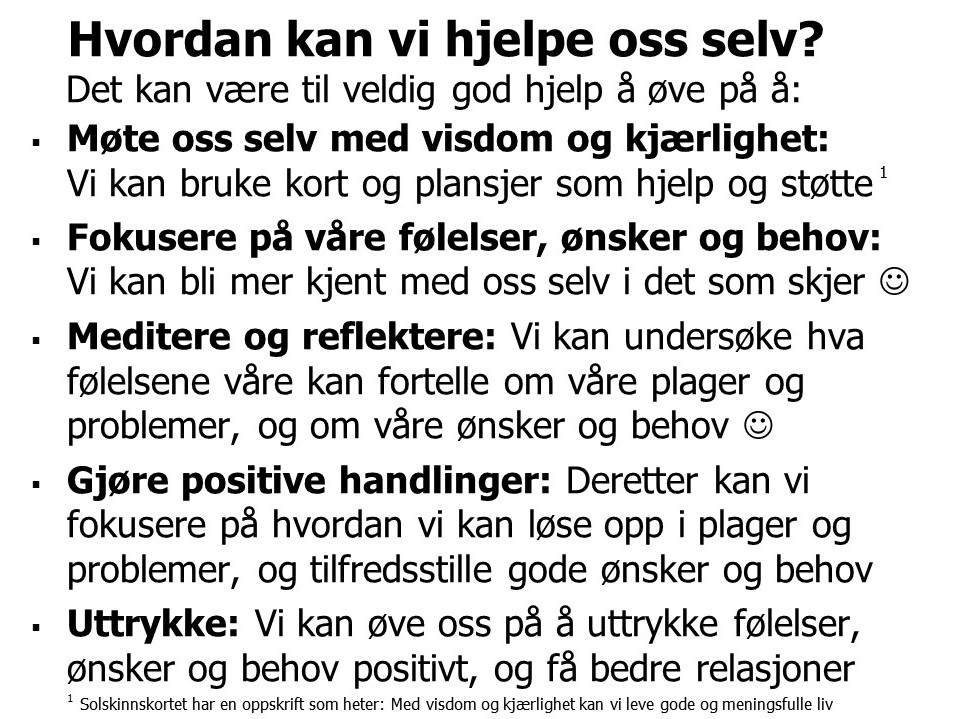 Hvordan kan vi hjelpe oss selv?
Det kan være til veldig god hjelp å øve på å:
▪ Møte oss selv med visdom og kjærlighet:
Vi kan bruke kort og plansjer som hjelp og støtte ¹
▪ Fokusere på våre følelser, ønsker og behov:
Vi kan bli mer kjent med oss selv i det som skjer ☺
▪ Meditere og reflektere: Vi kan undersøke hva
følelsene våre kan fortelle om våre plager og
problemer, og om våre ønsker og behov ☺
▪ Gjøre positive handlinger: Deretter kan vi
fokusere på hvordan vi kan løse opp i plager og
problemer, og tilfredsstille gode ønsker og behov
▪ Uttrykke: Vi kan øve oss på å uttrykke følelser,
ønsker og behov positivt, og få bedre relasjoner
¹ Solskinnskortet har en oppskrift som heter: Med visdom og kjærlighet kan vi leve gode og meningsfulle liv